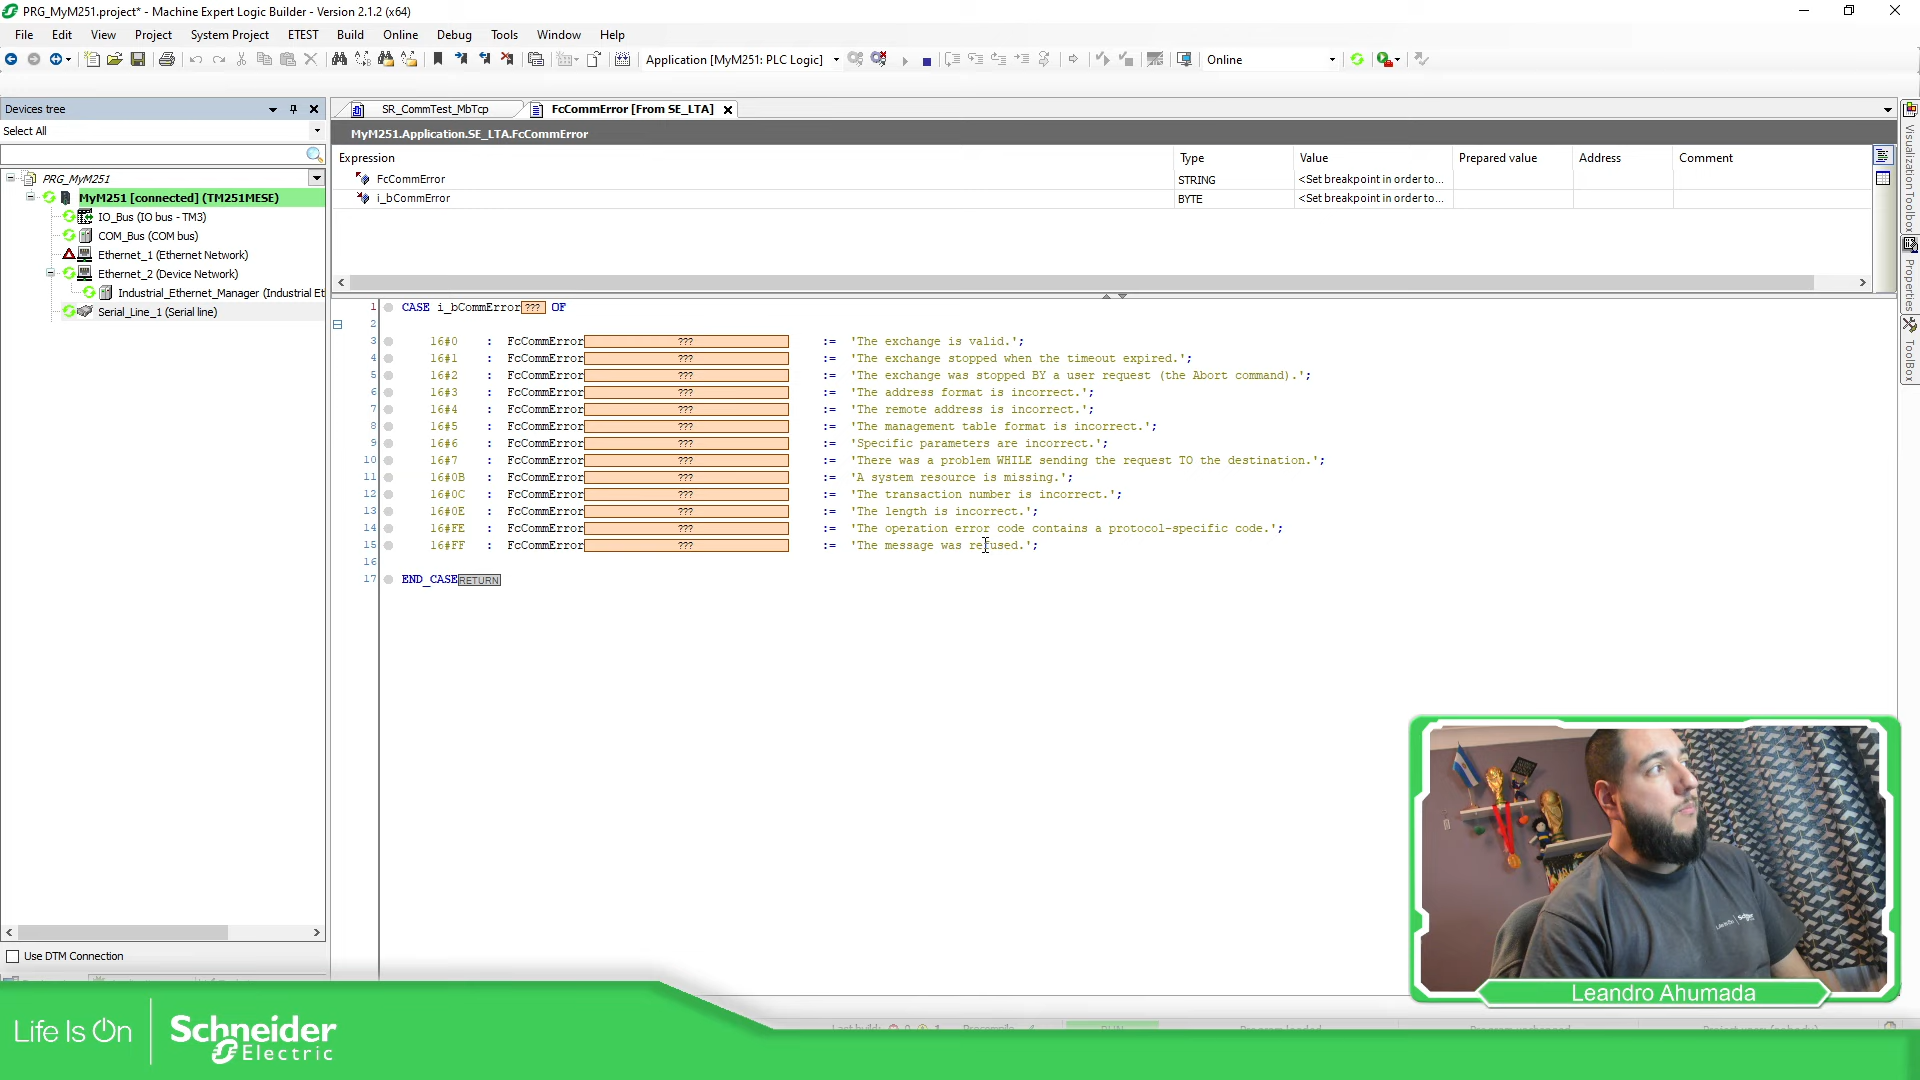 PRG_MyM251.project* - Machine Expert Logic Builder - Version 2.1.2 (x64)
File Edit View Project System Project ETEST Build Online Debug Tools Window Help
Application [MyM251: PLC Logic]
Online
Devices tree
Select All
PRG_MyM251
MyM251 [connected] (TM251MESE)
IO_Bus (IO bus - TM3)
COM_Bus (COM bus)
Ethernet_1 (Ethernet Network)
Ethernet_2 (Device Network)
Industrial_Ethernet_Manager (Industrial Et
Serial_Line_1 (Serial line)
Use DTM Connection
SR_CommTest_MbTcp
FcCommError [From SE_LTA]
MyM251.Application.SE_LTA.FcCommError
Expression Type Value Prepared value Address Comment
FcCommError STRING <Set breakpoint in order to...
i_bCommError BYTE <Set breakpoint in order to...
1 CASE i_bCommError ??? OF
2
3 16#0 : FcCommError ??? := 'The exchange is valid.';
4 16#1 : FcCommError ??? := 'The exchange stopped when the timeout expired.';
5 16#2 : FcCommError ??? := 'The exchange was stopped BY a user request (the Abort command).';
6 16#3 : FcCommError ??? := 'The address format is incorrect.';
7 16#4 : FcCommError ??? := 'The remote address is incorrect.';
8 16#5 : FcCommError ??? := 'The management table format is incorrect.';
9 16#6 : FcCommError ??? := 'Specific parameters are incorrect.';
10 16#7 : FcCommError ??? := 'There was a problem WHILE sending the request TO the destination.';
11 16#0B : FcCommError ??? := 'A system resource is missing.';
12 16#0C : FcCommError ??? := 'The transaction number is incorrect.';
13 16#0E : FcCommError ??? := 'The length is incorrect.';
14 16#FE : FcCommError ??? := 'The operation error code contains a protocol-specific code.';
15 16#FF : FcCommError ??? := 'The message was refused.';
16
17 END_CASE RETURN
Visualization Toolbox
Properties
ToolBox
Leandro Ahumada
Life Is On
Schneider
Electric